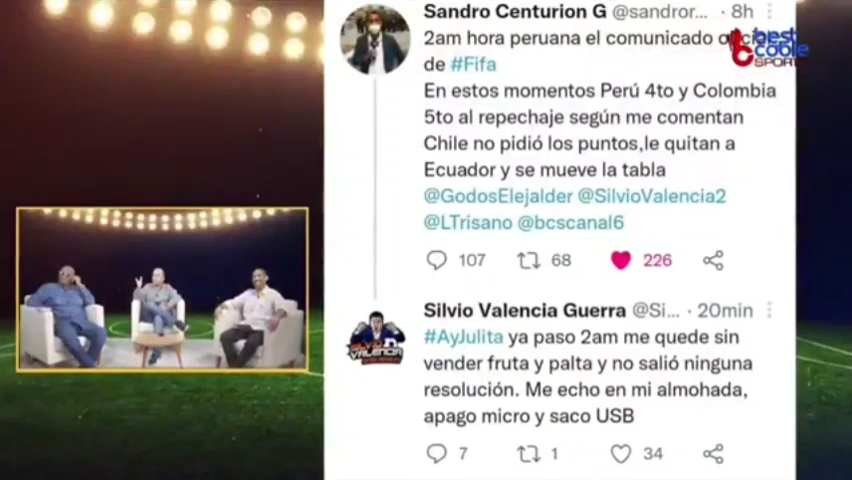 Sandro Centurion G @sandror... · 8h
2am hora peruana el comunicado
de #Fifa
En estos momentos Perú 4to y Colombia
5to al repechaje según me comentan
Chile no pidió los puntos,le quitan a
Ecuador y se mueve la tabla
@GodosElejalder @SilvioValencia2
@LTrisano @bcscanal6
107 68 226
Silvio Valencia Guerra @Si... · 20min
#AyJulita ya paso 2am me quede sin
vender fruta y palta y no salió ninguna
resolución. Me echo en mi almohada,
apago micro y saco USB
7 1 34
best
cable
SPORTS
SILVIO
VALENCIA